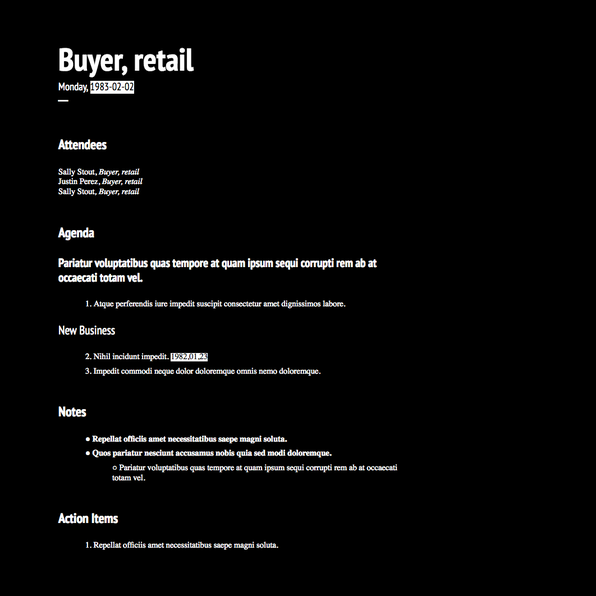 Buyer, retail
Monday, 1983-02-02
Attendees
Sally Stout, Buyer, retail
Justin Perez, Buyer, retail
Sally Stout, Buyer, retail
Agenda
Pariatur voluptatibus quas tempore at quam ipsum sequi corrupti rem ab at
occaecati totam vel.
1. Atque perferendis iure impedit suscipit consectetur amet dignissimos labore.
New Business
2. Nihil incidunt impedit. 1982,01,23
3. Impedit commodi neque dolor doloremque omnis nemo doloremque.
Notes
● Repellat officiis amet necessitatibus saepe magni soluta.
● Quos pariatur nesciunt accusamus nobis quia sed modi doloremque.
○ Pariatur voluptatibus quas tempore at quam ipsum sequi corrupti rem ab at occaecati
totam vel.
Action Items
1. Repellat officiis amet necessitatibus saepe magni soluta.